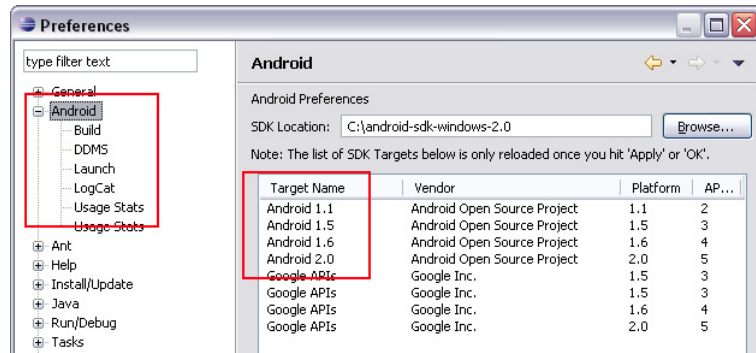 Preferences
type filter text
General
Android
Build
DDMS
Launch
LogCat
Usage Stats
Usage Stats
Ant
Help
Install/Update
Java
Run/Debug
Tasks
Android
Android Preferences
SDK Location: C:\android-sdk-windows-2.0 Browse...
Note: The list of SDK Targets below is only reloaded once you hit 'Apply' or 'OK'.
Target Name Vendor Platform AP...
Android 1.1 Android Open Source Project 1.1 2
Android 1.5 Android Open Source Project 1.5 3
Android 1.6 Android Open Source Project 1.6 4
Android 2.0 Android Open Source Project 2.0 5
Google APIs Google Inc. 1.5 3
Google APIs Google Inc. 1.5 3
Google APIs Google Inc. 1.6 4
Google APIs Google Inc. 2.0 5